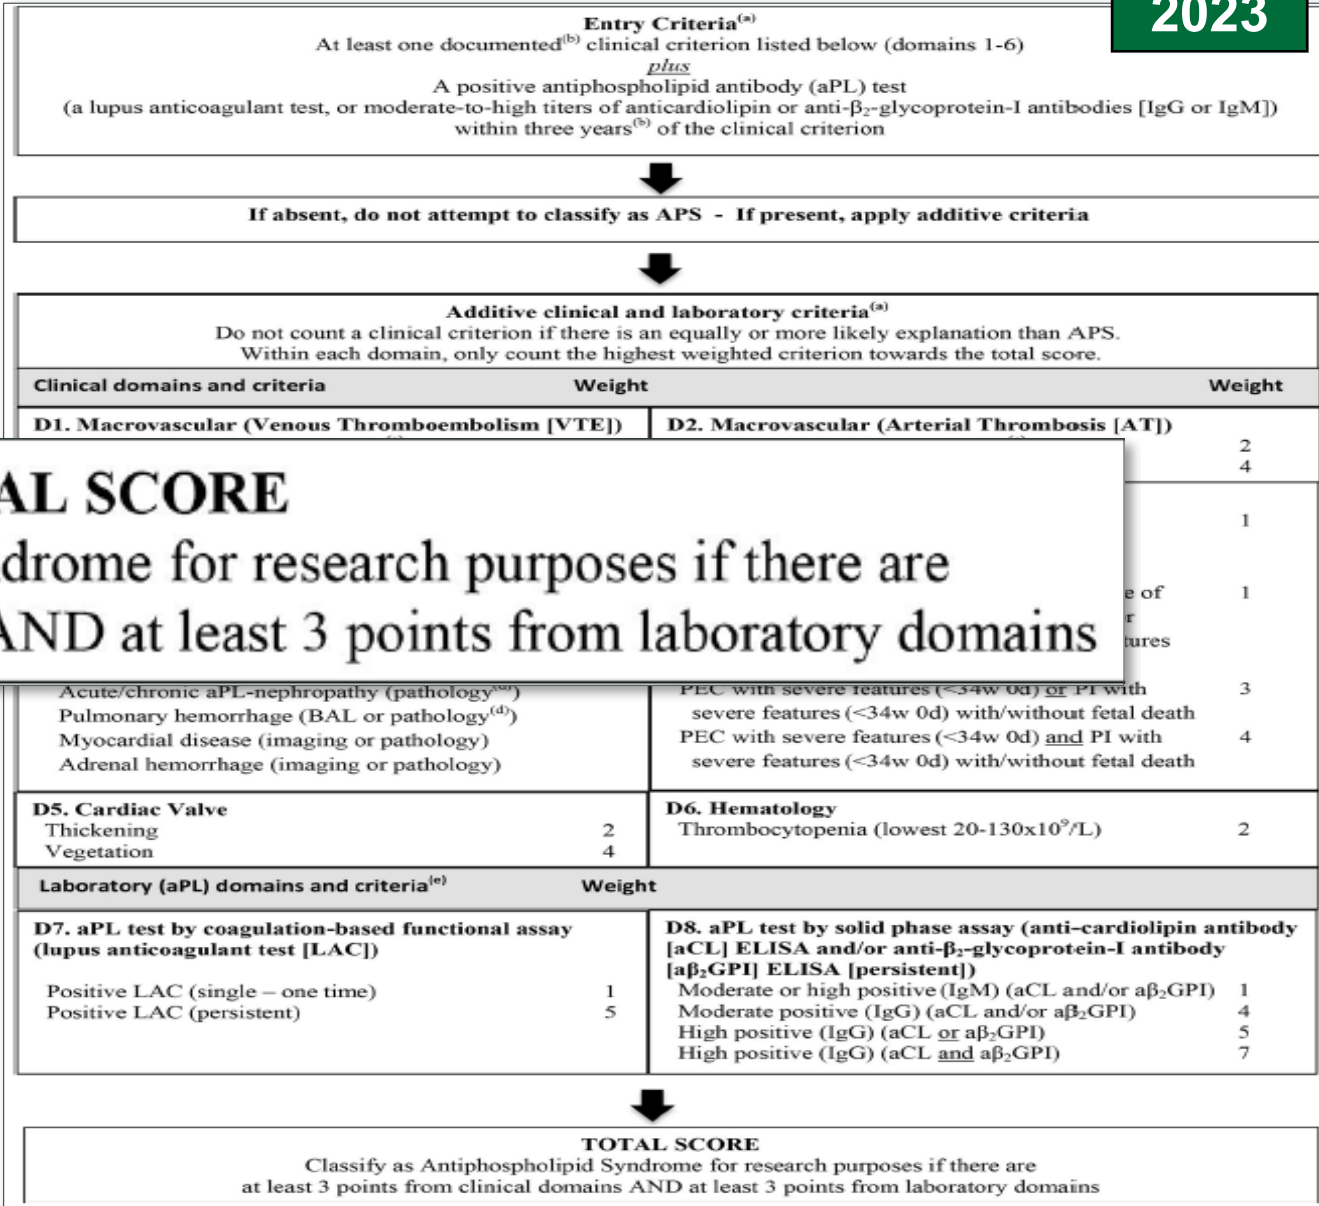 2023
Entry Criteria(a)
At least one documented(b) clinical criterion listed below (domains 1-6)
plus
A positive antiphospholipid antibody (aPL) test
(a lupus anticoagulant test, or moderate-to-high titers of anticardiolipin or anti-β₂-glycoprotein-I antibodies [IgG or IgM])
within three years(b) of the clinical criterion
If absent, do not attempt to classify as APS - If present, apply additive criteria
Additive clinical and laboratory criteria(a)
Do not count a clinical criterion if there is an equally or more likely explanation than APS.
Within each domain, only count the highest weighted criterion towards the total score.
Clinical domains and criteria Weight Weight
D1. Macrovascular (Venous Thromboembolism [VTE])
D2. Macrovascular (Arterial Thrombosis [AT])
2
4
AL SCORE
drome for research purposes if there are
AND at least 3 points from laboratory domains
1
e of 1
r
tures
Acute/chronic aPL-nephropathy (pathology(d))
Pulmonary hemorrhage (BAL or pathology(d))
Myocardial disease (imaging or pathology)
Adrenal hemorrhage (imaging or pathology)
PEC with severe features (<34w 0d) or PI with 3
severe features (<34w 0d) with/without fetal death
PEC with severe features (<34w 0d) and PI with 4
severe features (<34w 0d) with/without fetal death
D5. Cardiac Valve
Thickening 2
Vegetation 4
D6. Hematology
Thrombocytopenia (lowest 20-130x10⁹/L) 2
Laboratory (aPL) domains and criteria(e) Weight
D7. aPL test by coagulation-based functional assay
(lupus anticoagulant test [LAC])
Positive LAC (single – one time) 1
Positive LAC (persistent) 5
D8. aPL test by solid phase assay (anti-cardiolipin antibody
[aCL] ELISA and/or anti-β₂-glycoprotein-I antibody
[aβ₂GPI] ELISA [persistent])
Moderate or high positive (IgM) (aCL and/or aβ₂GPI) 1
Moderate positive (IgG) (aCL and/or aβ₂GPI) 4
High positive (IgG) (aCL or aβ₂GPI) 5
High positive (IgG) (aCL and aβ₂GPI) 7
TOTAL SCORE
Classify as Antiphospholipid Syndrome for research purposes if there are
at least 3 points from clinical domains AND at least 3 points from laboratory domains